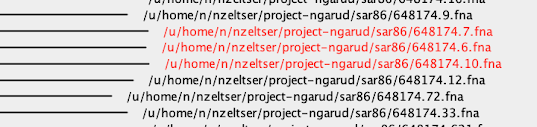 /u/home/n/nzeltser/project-ngarud/sar86/648174.9.fna
/u/home/n/nzeltser/project-ngarud/sar86/648174.7.fna
/u/home/n/nzeltser/project-ngarud/sar86/648174.6.fna
/u/home/n/nzeltser/project-ngarud/sar86/648174.10.fna
/u/home/n/nzeltser/project-ngarud/sar86/648174.12.fna
/u/home/n/nzeltser/project-ngarud/sar86/648174.72.fna
/u/home/n/nzeltser/project-ngarud/sar86/648174.33.fna